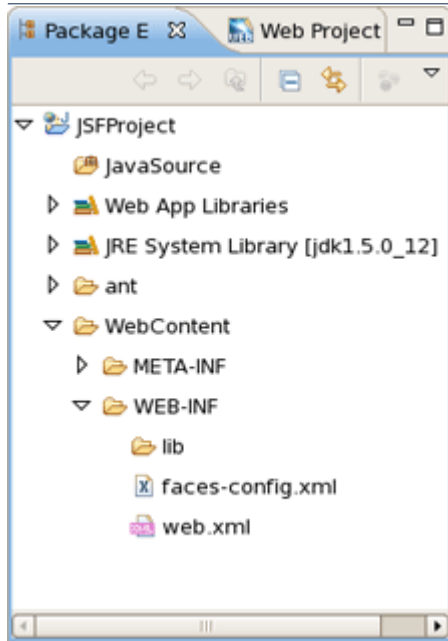 Package E Web Project
JSFProject
JavaSource
Web App Libraries
JRE System Library [jdk1.5.0_12]
ant
WebContent
META-INF
WEB-INF
lib
faces-config.xml
web.xml